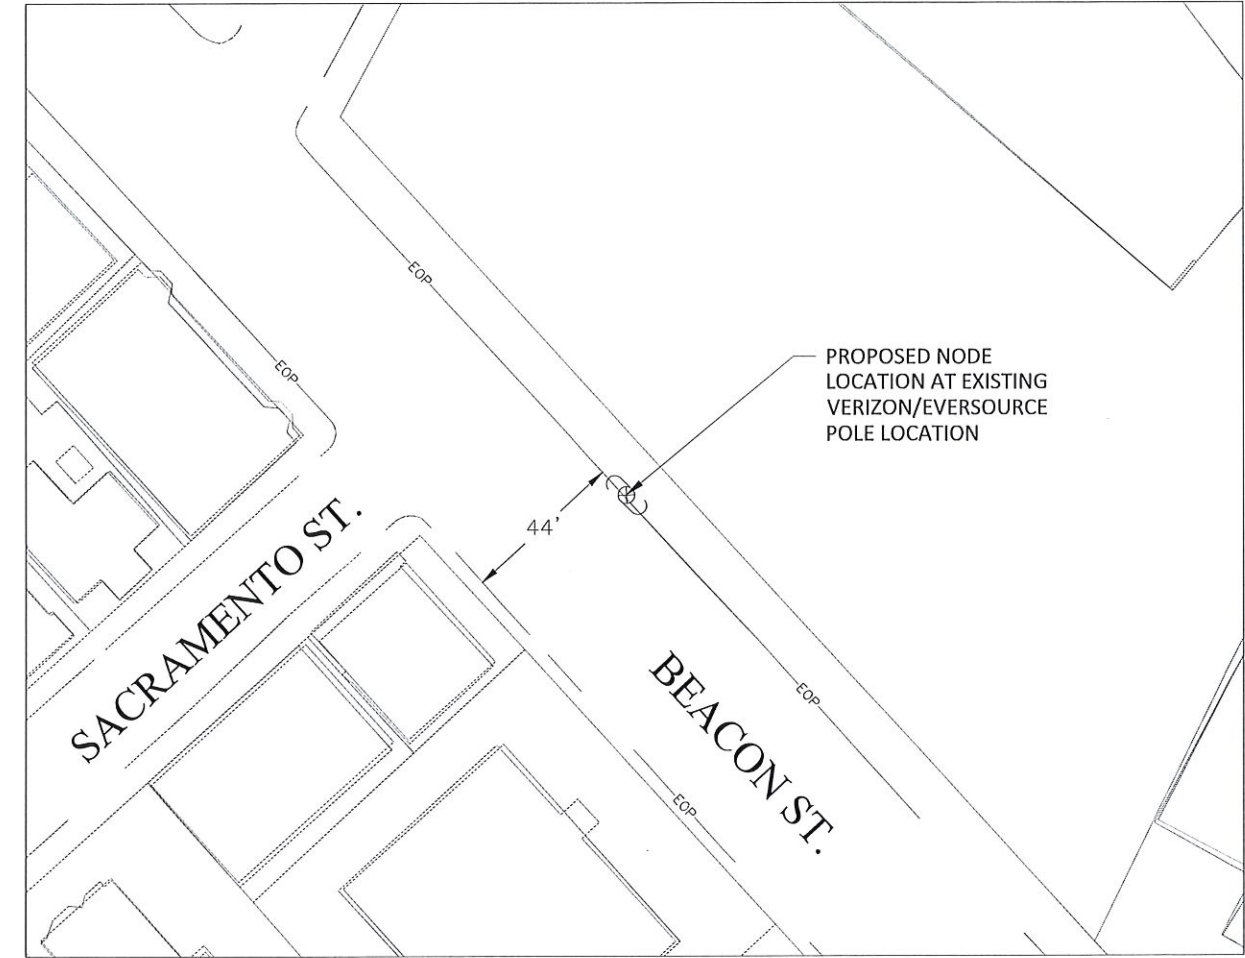 EOP
PROPOSED NODE
LOCATION AT EXISTING
VERIZON/EVERSOURCE
POLE LOCATION
EOP
44'
SACRAMENTO ST.
BEACON ST.
EOP
EOP